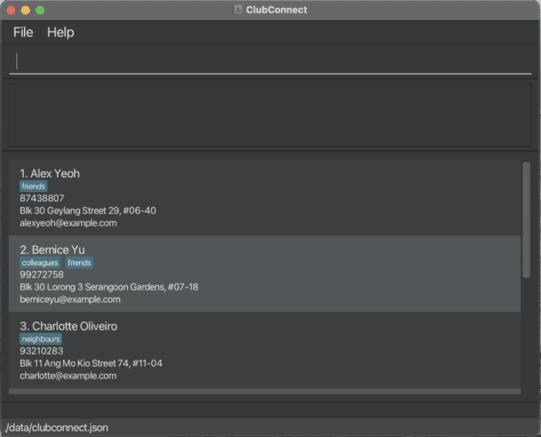 ClubConnect
File Help
1. Alex Yeoh
friends
87438807
Blk 30 Geylang Street 29, #06-40
alexyeoh@example.com
2. Bernice Yu
colleagues friends
99272758
Blk 30 Lorong 3 Serangoon Gardens, #07-18
berniceyu@example.com
3. Charlotte Oliveiro
neighbours
93210283
Blk 11 Ang Mo Kio Street 74, #11-04
charlotte@example.com
./data/clubconnect.json